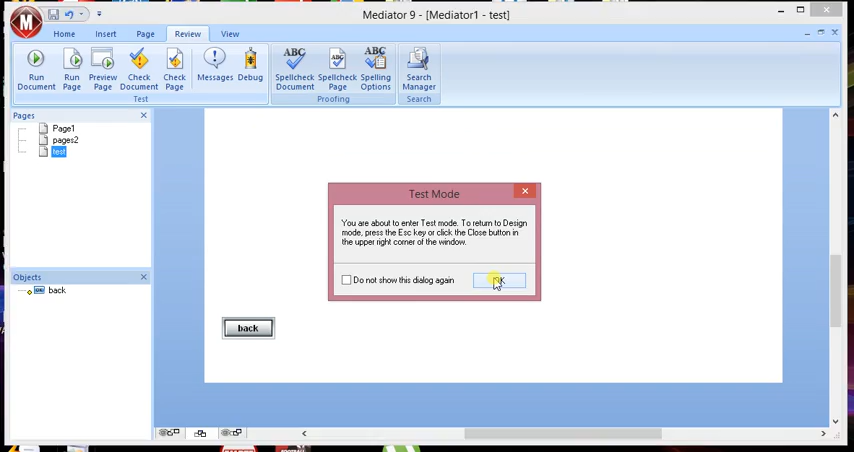 Mediator 9 - [Mediator1 - test]
Home Insert Page Review View
Run Document
Run Page
Preview Page
Check Document
Check Page
Messages
Debug
Spellcheck Document
Spellcheck Page
Spelling Options
Search Manager
Test
Proofing
Search
Pages
Page1
pages2
test
Objects
back
Test Mode
You are about to enter Test mode. To return to Design
mode, press the Esc key or click the Close button in
the upper right corner of the window.
Do not show this dialog again
OK
back